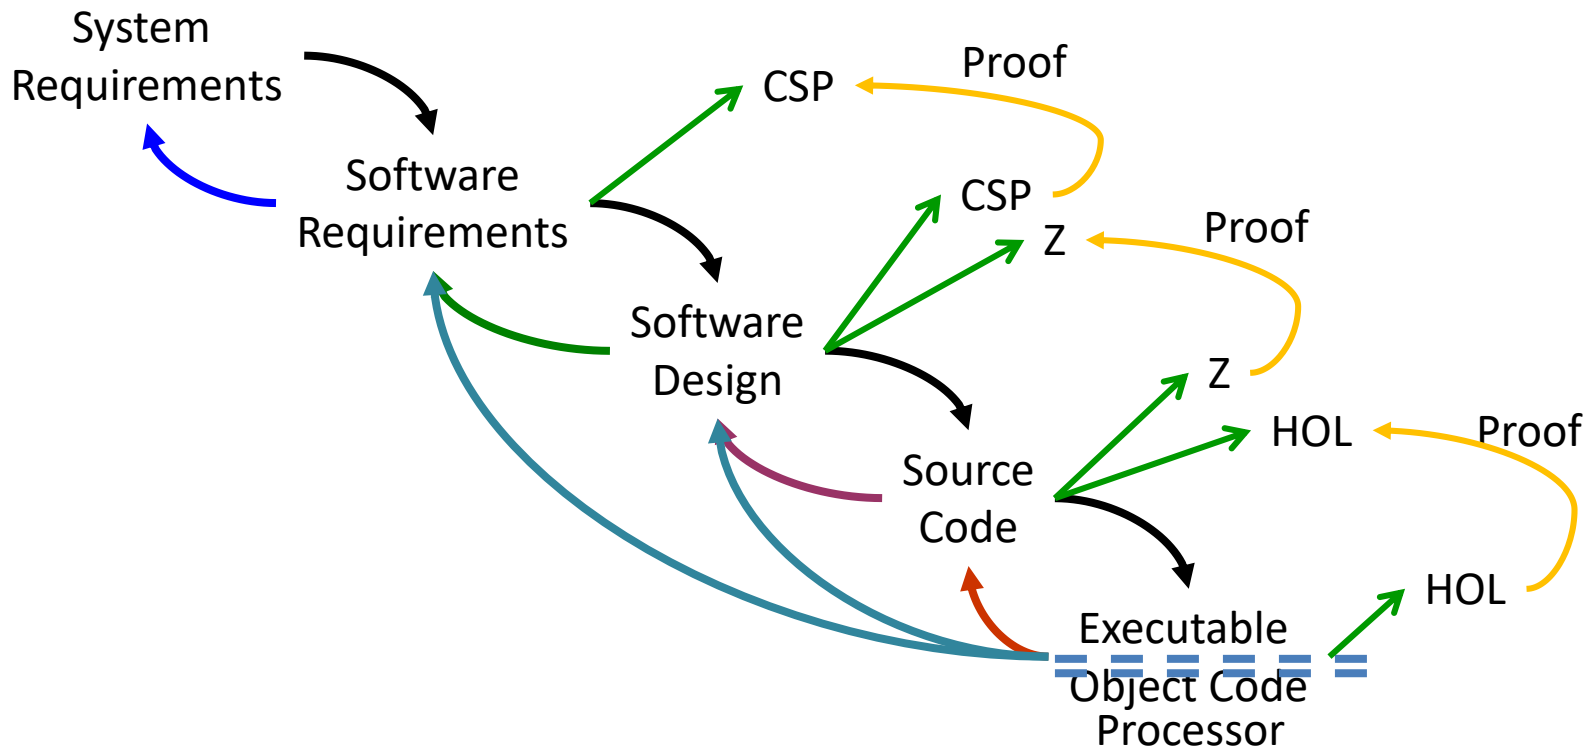 System
Requirements
Proof
CSP
Software
Requirements
CSP
Z
Proof
Software
Design
Z
HOL
Proof
Source
Code
HOL
Executable
Object Code
Processor